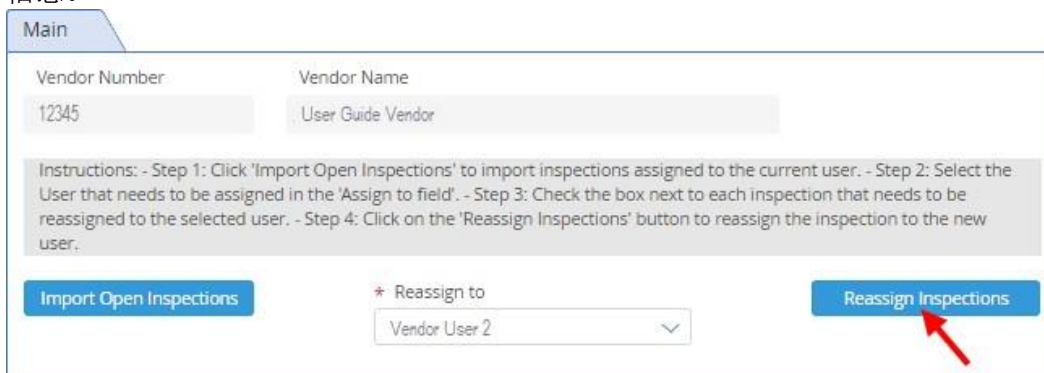 Main
Vendor Number Vendor Name
12345 User Guide Vendor
Instructions: - Step 1: Click 'Import Open Inspections' to import inspections assigned to the current user. - Step 2: Select the
User that needs to be assigned in the 'Assign to field'. - Step 3: Check the box next to each inspection that needs to be
reassigned to the selected user. - Step 4: Click on the 'Reassign Inspections' button to reassign the inspection to the new
user.
* Reassign to
Import Open Inspections Reassign Inspections
Vendor User 2